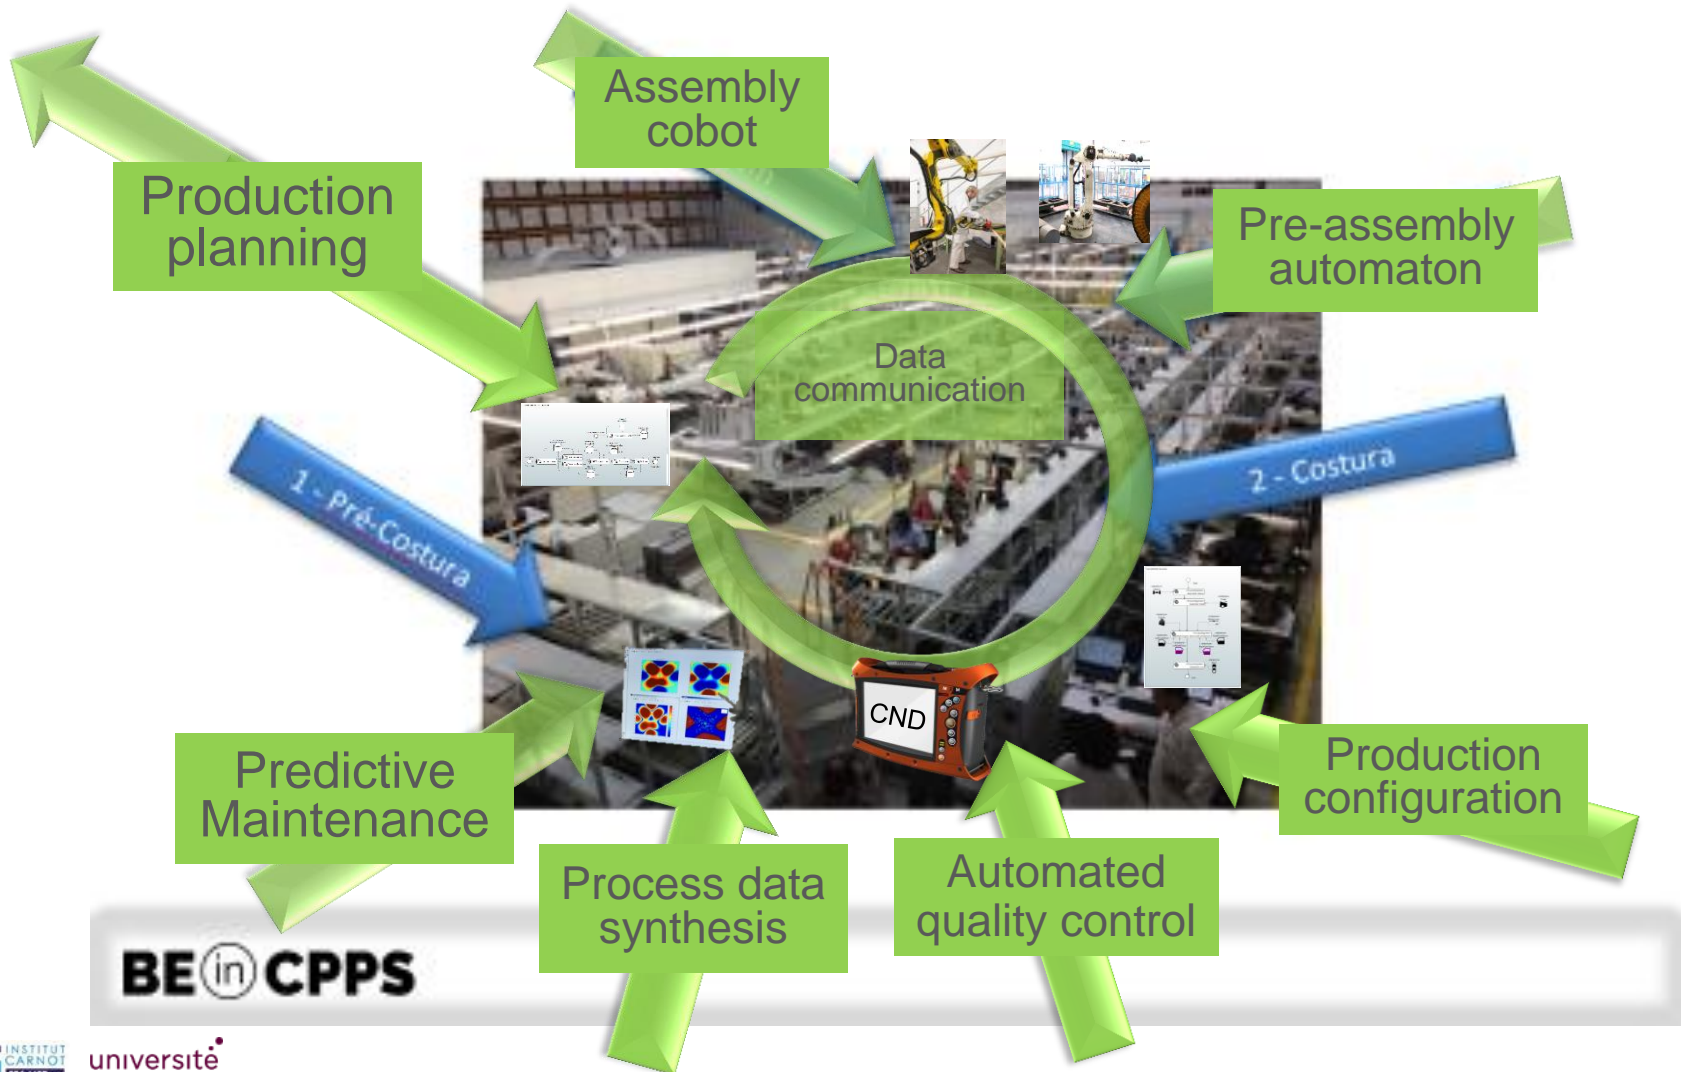 Assembly
cobot
Production
planning
Pre-assembly
automaton
Data
communication
1 - Pré-Costura
2 - Costura
CND
Predictive
Maintenance
Production
configuration
Process data
synthesis
Automated
quality control
BE in CPPS
INSTITUT
CARNOT
université